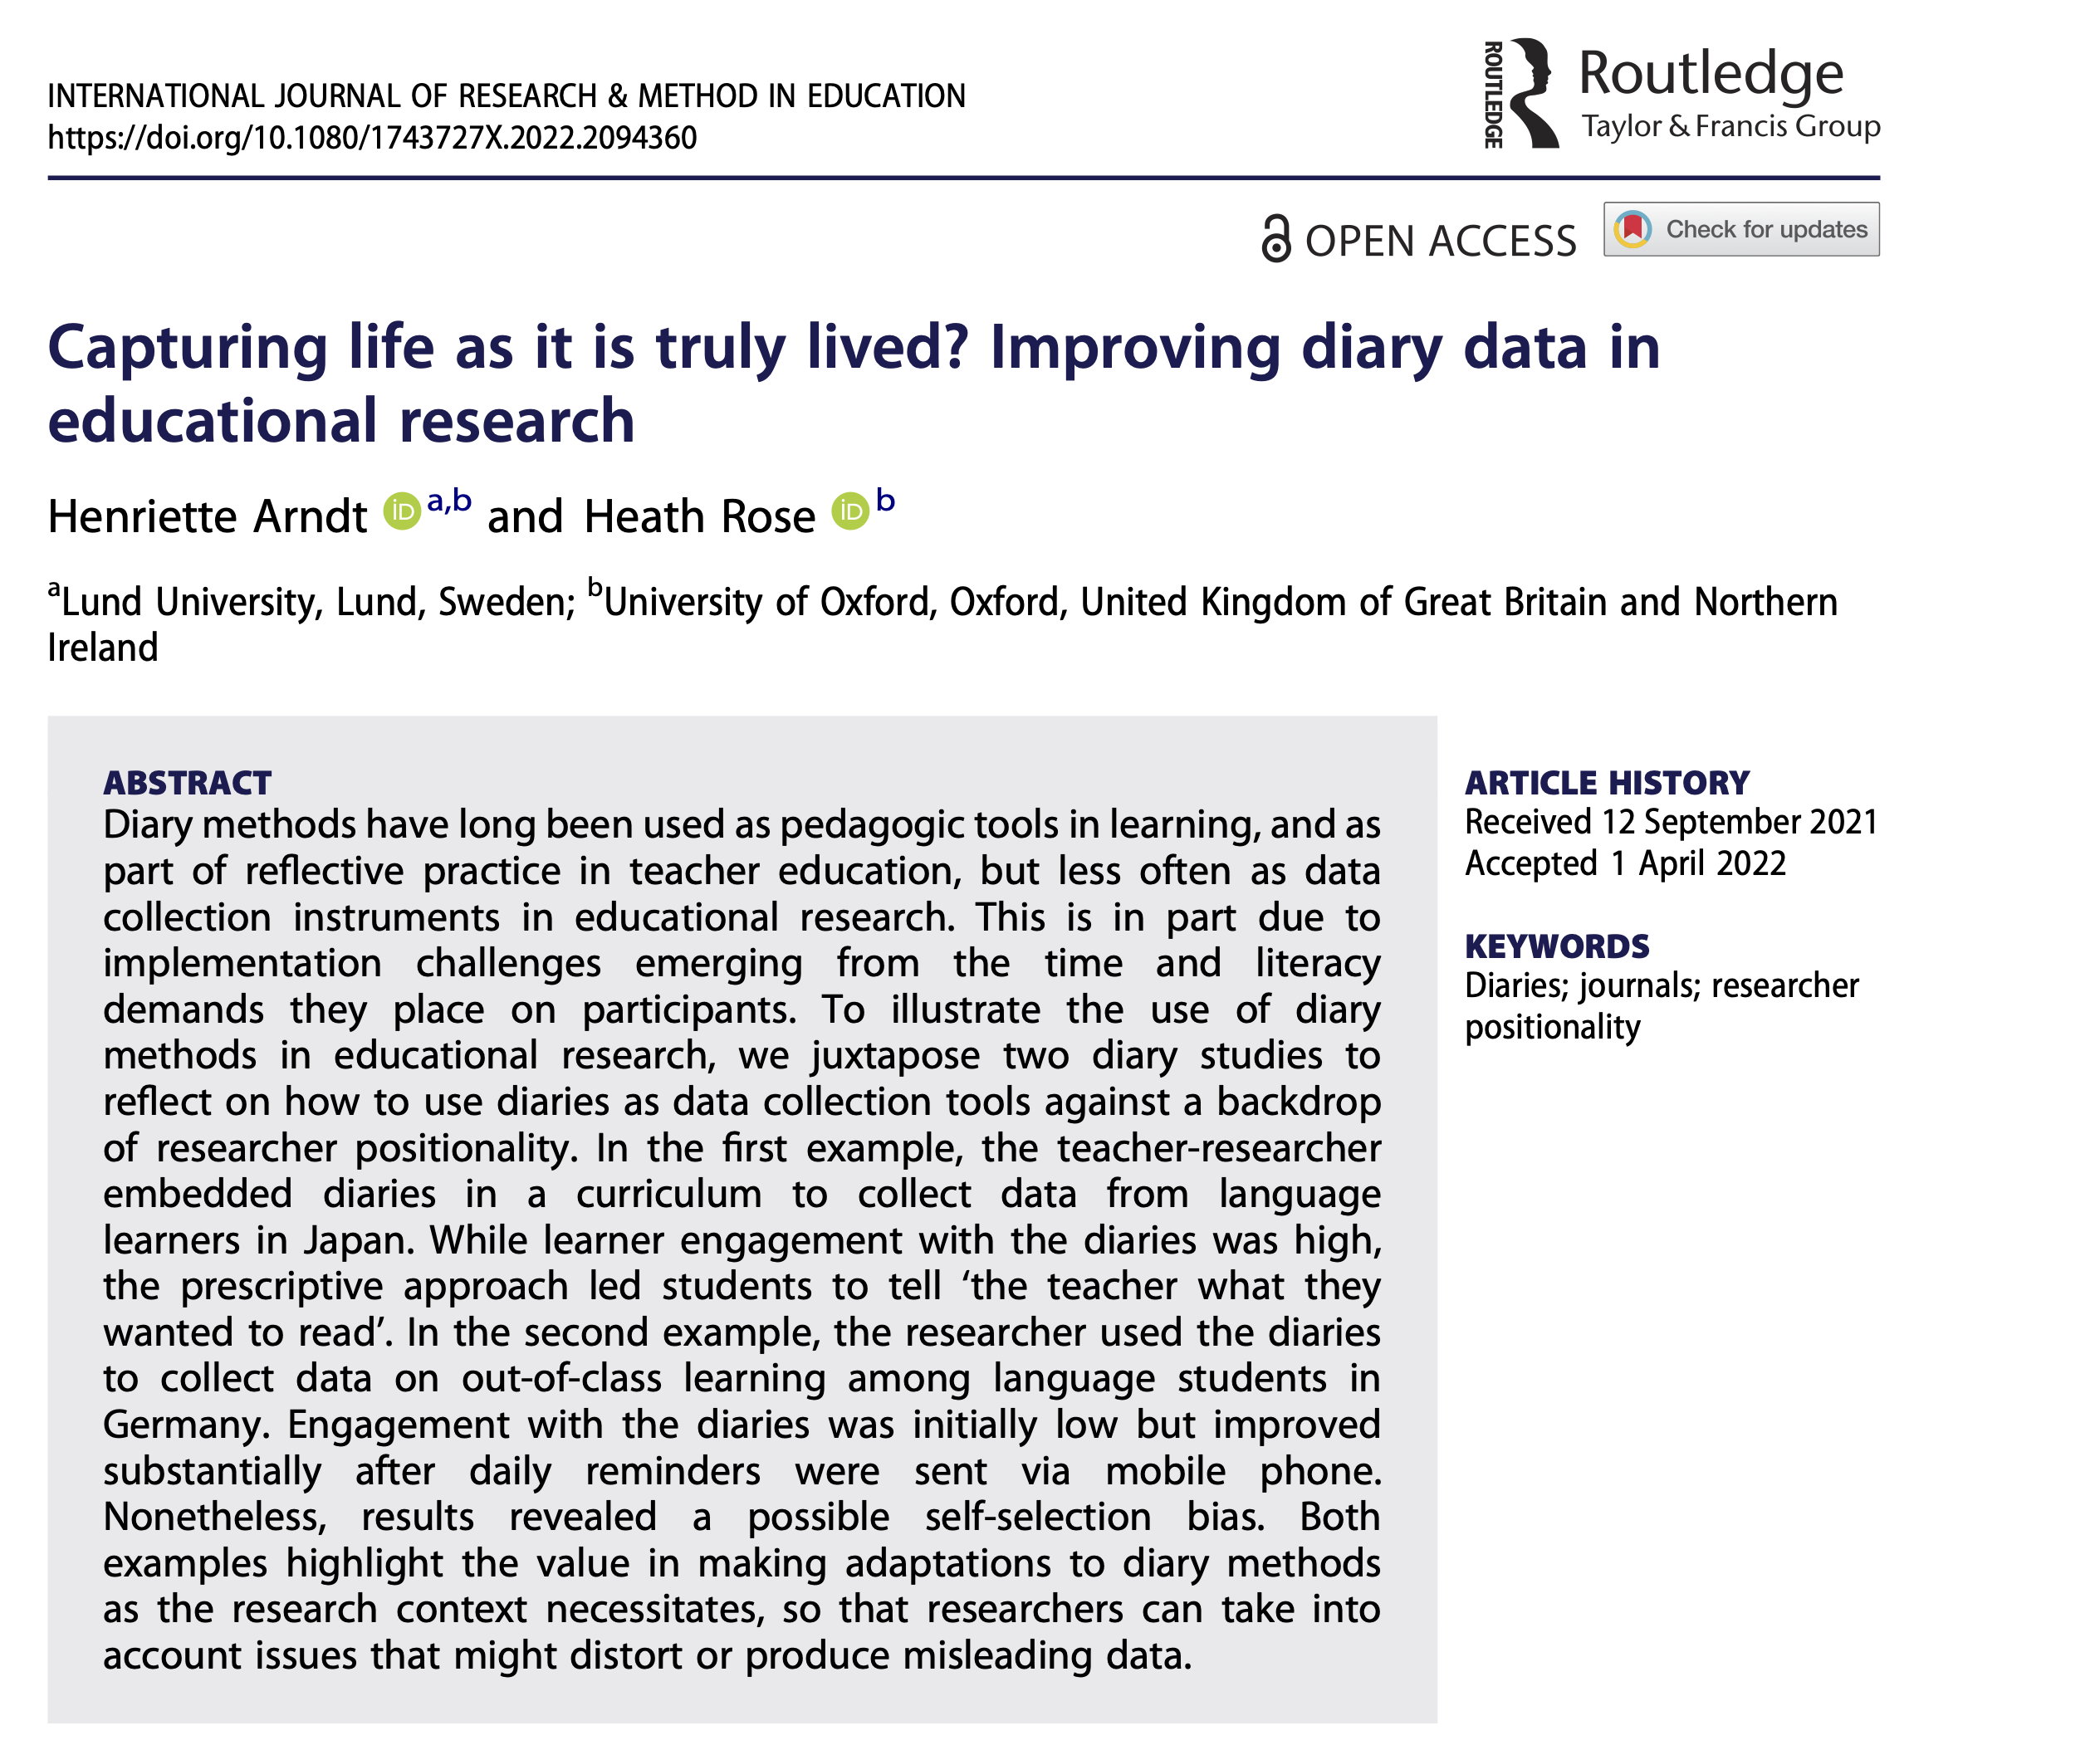 INTERNATIONAL JOURNAL OF RESEARCH & METHOD IN EDUCATION
https://doi.org/10.1080/1743727X.2022.2094360
ROUTLEDGE
Routledge
Taylor & Francis Group
OPEN ACCESS
Check for updates
Capturing life as it is truly lived? Improving diary data in
educational research
Henriette Arndt iD a,b and Heath Rose iD b
aLund University, Lund, Sweden; bUniversity of Oxford, Oxford, United Kingdom of Great Britain and Northern
Ireland
ABSTRACT
Diary methods have long been used as pedagogic tools in learning, and as
part of reflective practice in teacher education, but less often as data
collection instruments in educational research. This is in part due to
implementation challenges emerging from the time and literacy
demands they place on participants. To illustrate the use of diary
methods in educational research, we juxtapose two diary studies to
reflect on how to use diaries as data collection tools against a backdrop
of researcher positionality. In the first example, the teacher-researcher
embedded diaries in a curriculum to collect data from language
learners in Japan. While learner engagement with the diaries was high,
the prescriptive approach led students to tell ‘the teacher what they
wanted to read’. In the second example, the researcher used the diaries
to collect data on out-of-class learning among language students in
Germany. Engagement with the diaries was initially low but improved
substantially after daily reminders were sent via mobile phone.
Nonetheless, results revealed a possible self-selection bias. Both
examples highlight the value in making adaptations to diary methods
as the research context necessitates, so that researchers can take into
account issues that might distort or produce misleading data.
ARTICLE HISTORY
Received 12 September 2021
Accepted 1 April 2022
KEYWORDS
Diaries; journals; researcher
positionality